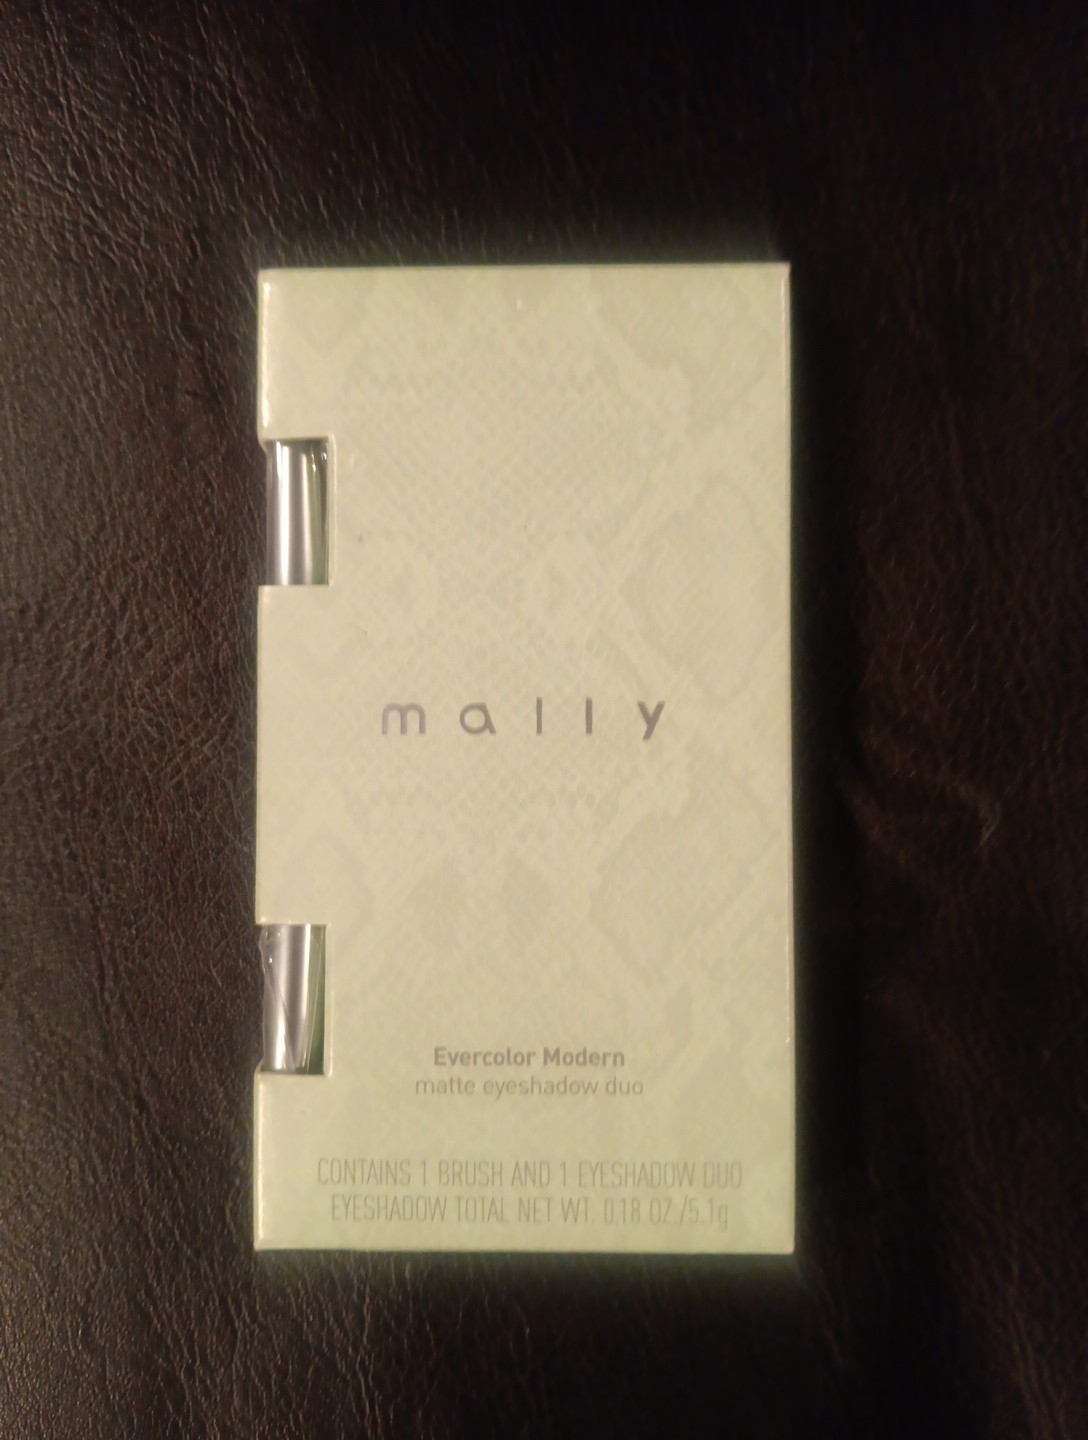 mally
Evercolor Modern
matte eyeshadow duo
CONTAINS 1 BRUSH AND 1 EYESHADOW DUO
EYESHADOW TOTAL NET WT. 0.18 OZ./5.1g